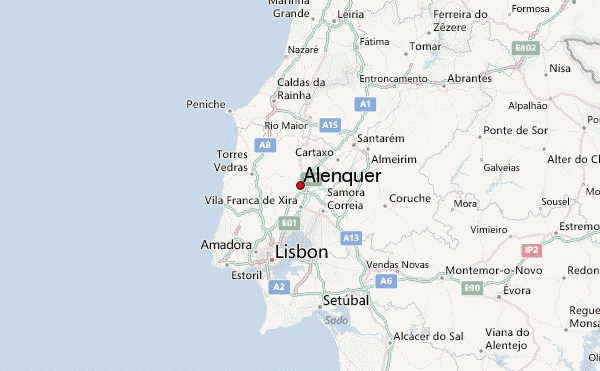 Marinha
Grande
Leiria
Formosa
Ferreira do
Zêzere
E802
Nazaré
Fátima
Tomar
Nisa
Caldas da
Rainha
Entroncamento
Abrantes
Peniche
A1
Alpalhão
Rio Maior
A15
Santarém
Ponte de Sor
A8
Torres
Vedras
Cartaxo
Almeirim
Alter do
Galveias
Alenquer
Vila Franca de Xira
Samora
Correia
Coruche
Mora
Sousel
E01
Vimieiro
Estremo
Amadora
Lisbon
A13
IP2
Estoril
Vendas Novas
Montemor-o-Novo
Redon
A2
A6
E90
Évora
Setúbal
Sado
Regue
Monsa
Alcácer do Sal
Viana do
Alentejo